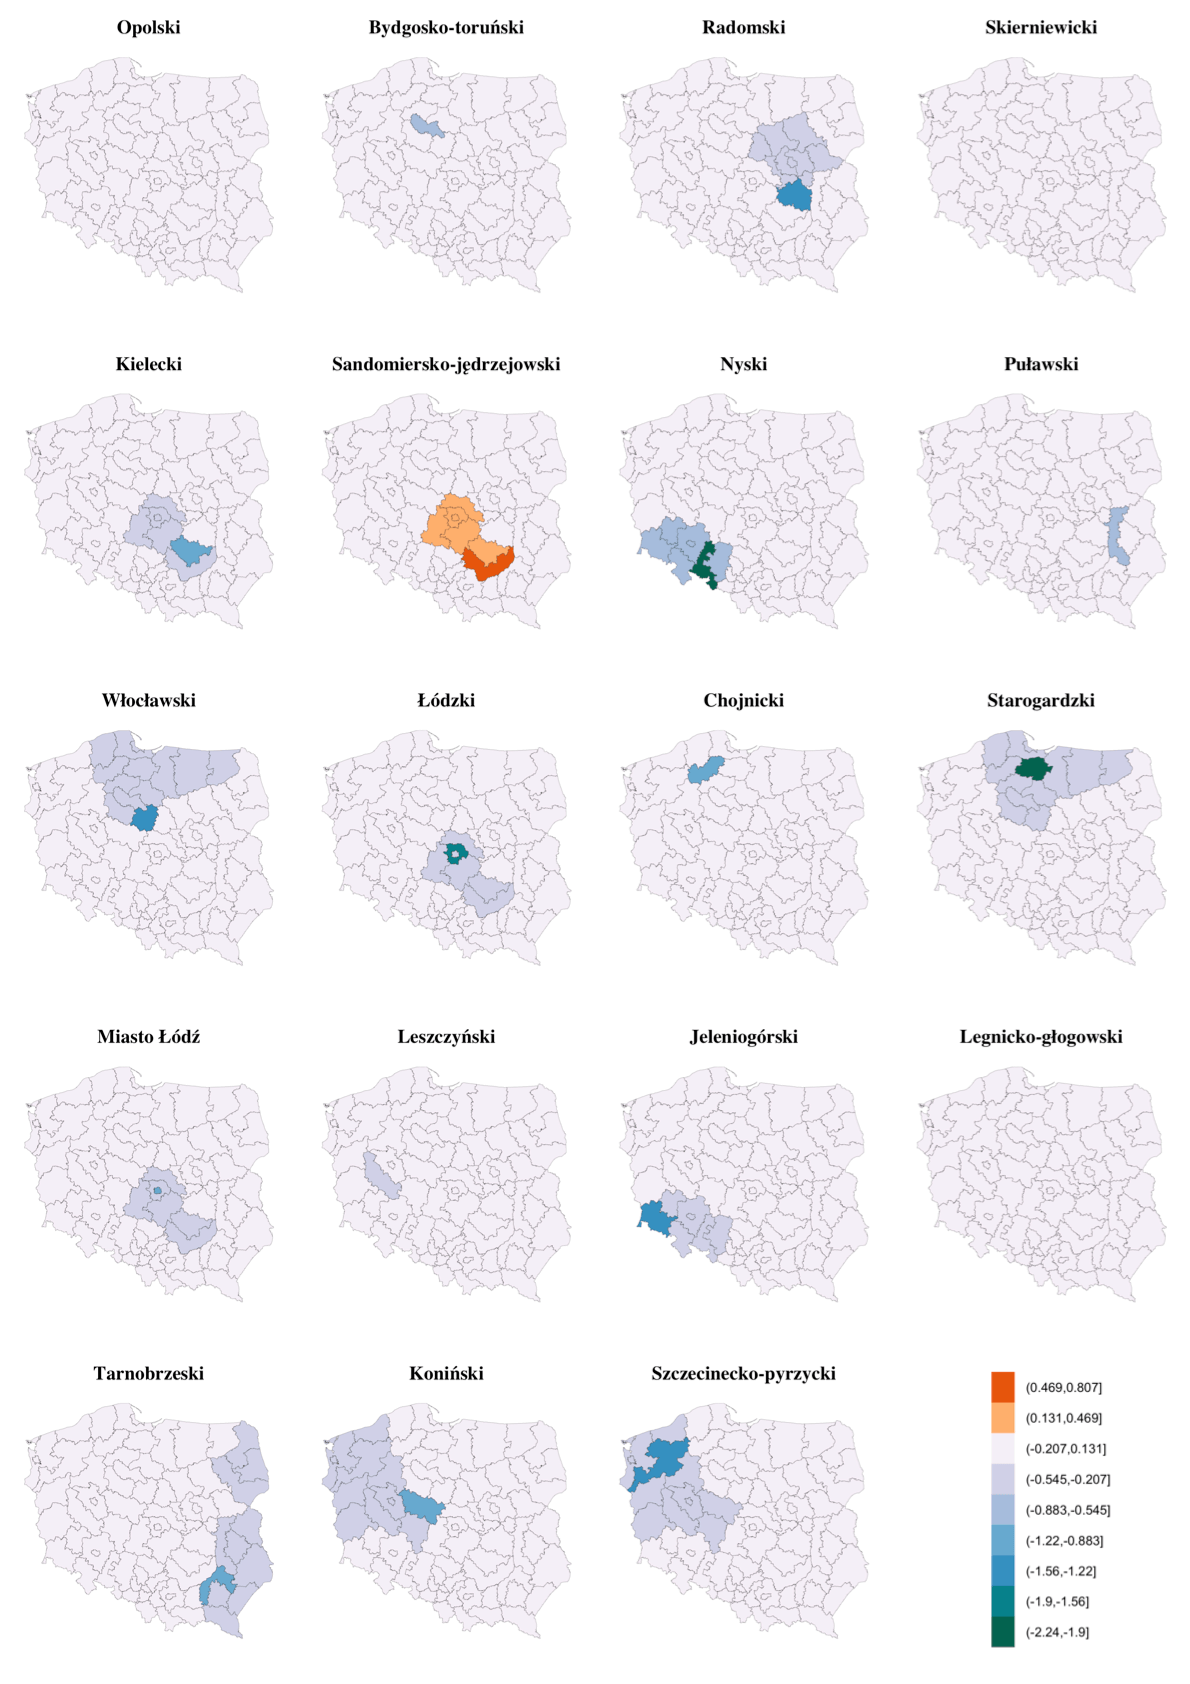 Opolski
Bydgosko-toruński
Radomski
Skierniewicki
Kielecki
Sandomiersko-jędrzejowski
Nyski
Puławski
Włocławski
Łódzki
Chojnicki
Starogardzki
Miasto Łódź
Leszczyński
Jeleniogórski
Legnicko-głogowski
Tarnobrzeski
Koniński
Szczecinecko-pyrzycki
(0.469,0.807]
(0.131,0.469]
(-0.207,0.131]
(-0.545,-0.207]
(-0.883,-0.545]
(-1.22,-0.883]
(-1.56,-1.22]
(-1.9,-1.56]
(-2.24,-1.9]